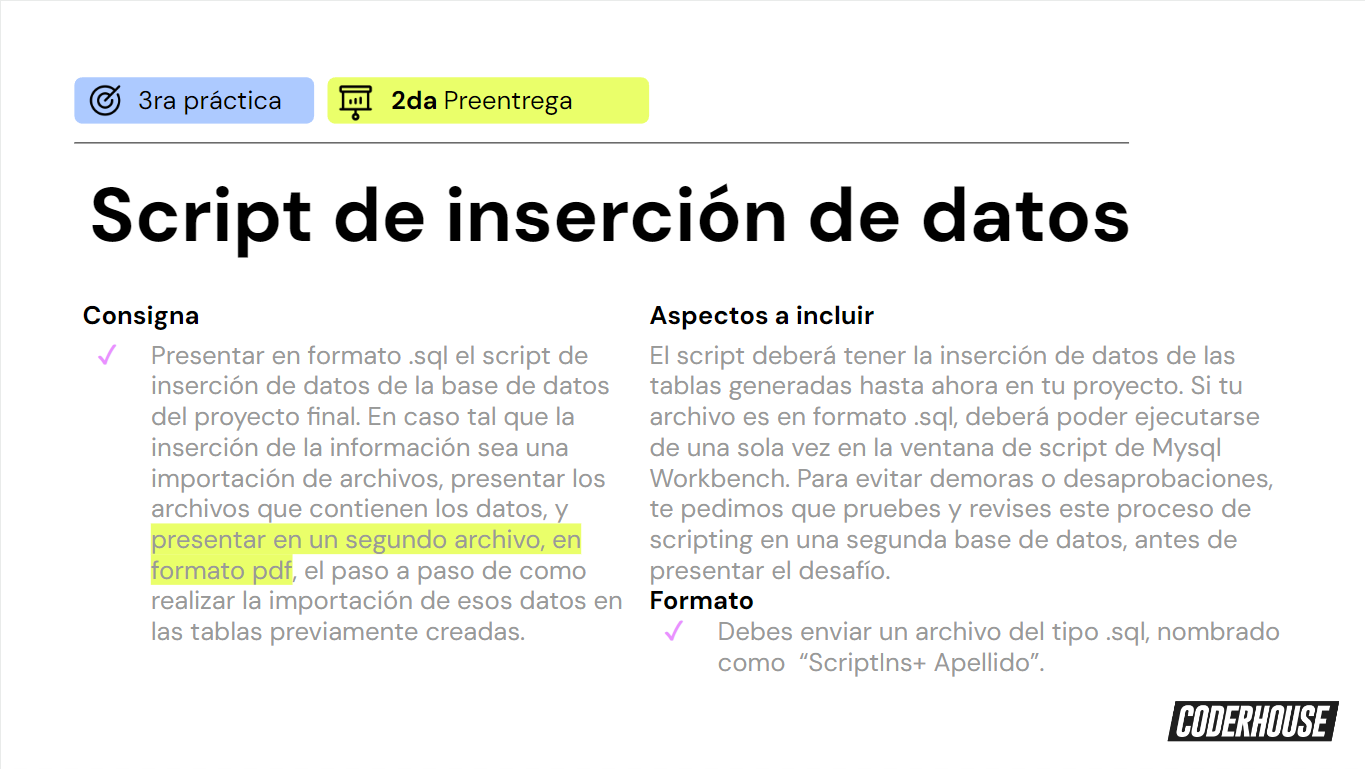 3ra práctica
2da Preentrega
Script de inserción de datos
Consigna
✓ Presentar en formato .sql el script de
inserción de datos de la base de datos
del proyecto final. En caso tal que la
inserción de la información sea una
importación de archivos, presentar los
archivos que contienen los datos, y
presentar en un segundo archivo, en
formato pdf, el paso a paso de como
realizar la importación de esos datos en
las tablas previamente creadas.
Aspectos a incluir
El script deberá tener la inserción de datos de las
tablas generadas hasta ahora en tu proyecto. Si tu
archivo es en formato .sql, deberá poder ejecutarse
de una sola vez en la ventana de script de Mysql
Workbench. Para evitar demoras o desaprobaciones,
te pedimos que pruebes y revises este proceso de
scripting en una segunda base de datos, antes de
presentar el desafío.
Formato
✓ Debes enviar un archivo del tipo .sql, nombrado
como “ScriptIns+ Apellido”.
CODERHOUSE